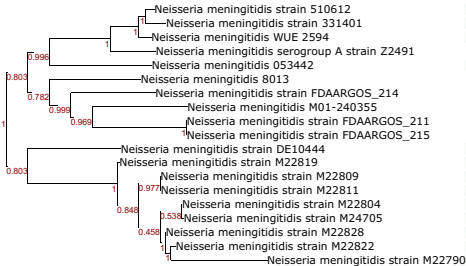 Neisseria meningitidis strain 510612
1
Neisseria meningitidis strain 331401
1
Neisseria meningitidis WUE 2594
1
Neisseria meningitidis serogroup A strain Z2491
0.996
Neisseria meningitidis 053442
0.803
Neisseria meningitidis 8013
0.782
Neisseria meningitidis strain FDAARGOS_214
0.999
Neisseria meningitidis M01-240355
0.969
Neisseria meningitidis strain FDAARGOS_211
1
Neisseria meningitidis strain FDAARGOS_215
1
Neisseria meningitidis strain DE10444
0.803
Neisseria meningitidis strain M22819
1
Neisseria meningitidis strain M22809
0.977
Neisseria meningitidis strain M22811
0.848
Neisseria meningitidis strain M22804
0.538
Neisseria meningitidis strain M24705
0.458
Neisseria meningitidis strain M22828
1
Neisseria meningitidis strain M22822
1
Neisseria meningitidis strain M22790